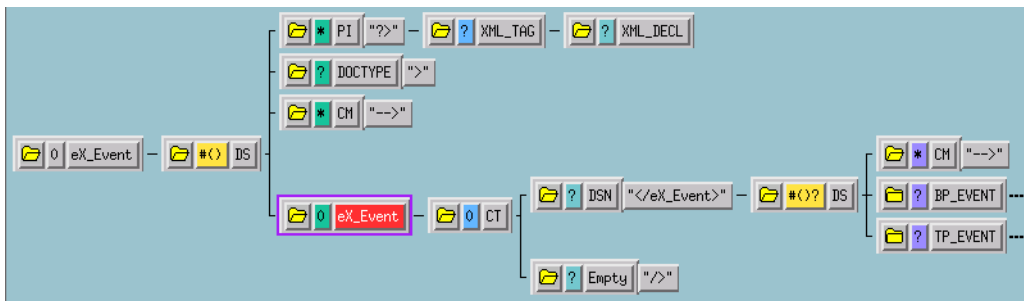 * PI "?>" ? XML_TAG ? XML_DECL
? DOCTYPE ">"
* CM "-->"
0 eX_Event #() DS
* CM "-->"
? DSN "</eX_Event>" #()? DS ? BP_EVENT
0 eX_Event 0 CT
? TP_EVENT
? Empty "/>"